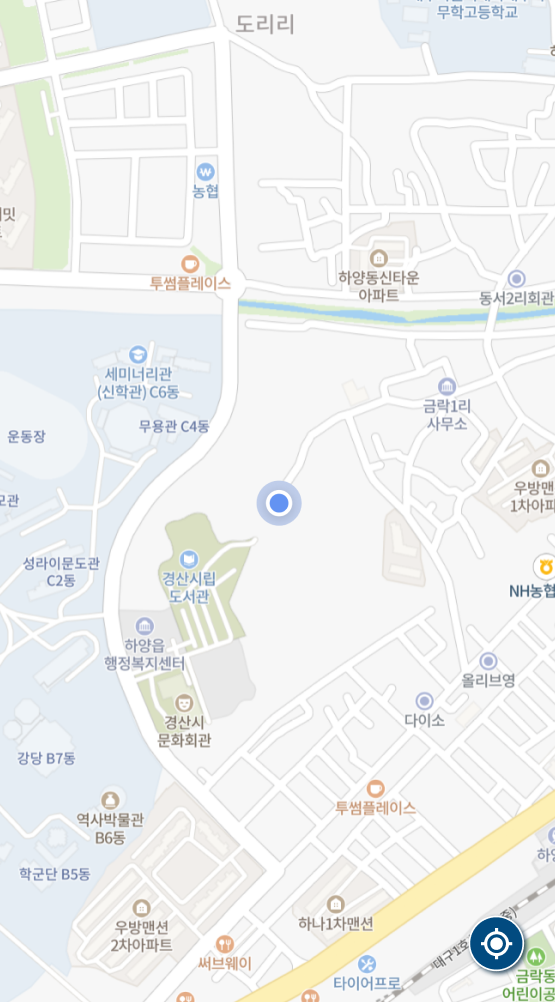 도리리
무학고등학교
농협
투썸플레이스
하양동신타운
아파트
동서2리회관
세미너리관
(신학관) C6동
무용관 C4동
운동장
금락1리
사무소
우방맨
1차아파
성라이문도관
C2동
경산시립
도서관
NH농협
하양읍
행정복지센터
올리브영
다이소
경산시
문화회관
강당 B7동
투썸플레이스
역사박물관
B6동
학군단 B5동
우방맨션
2차아파트
하나1차맨션
써브웨이
타이어프로
대구1호
금락동
어린이공